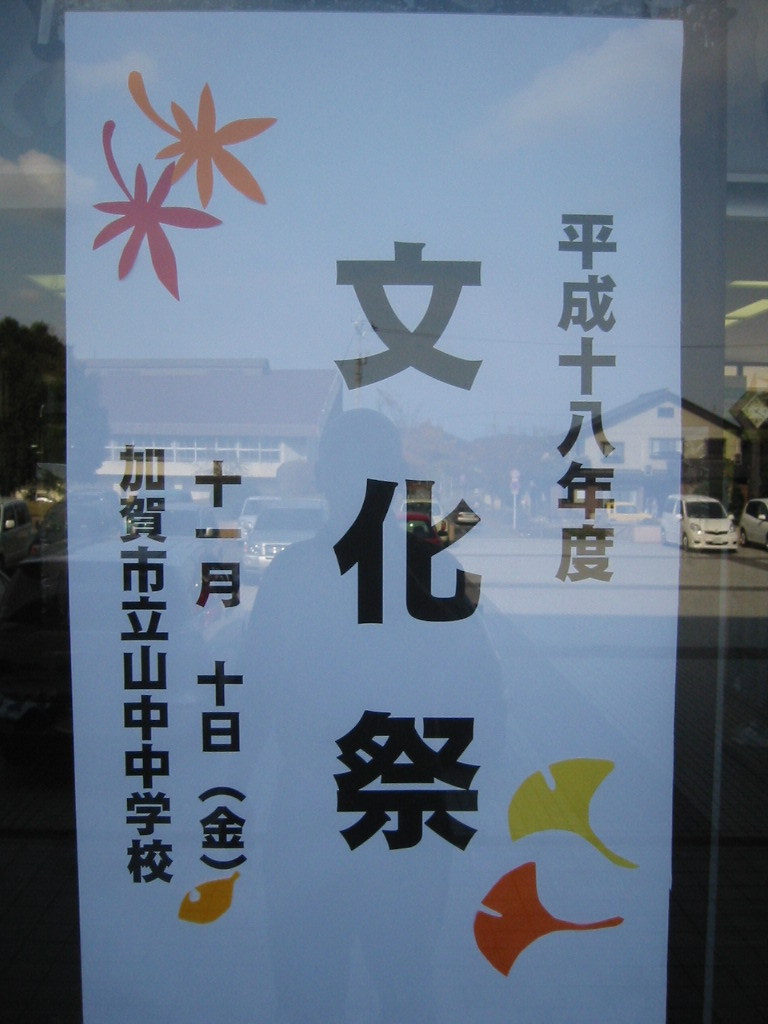 平成十八年度
文化祭
十一月 十日（金）
加賀市立山中中学校